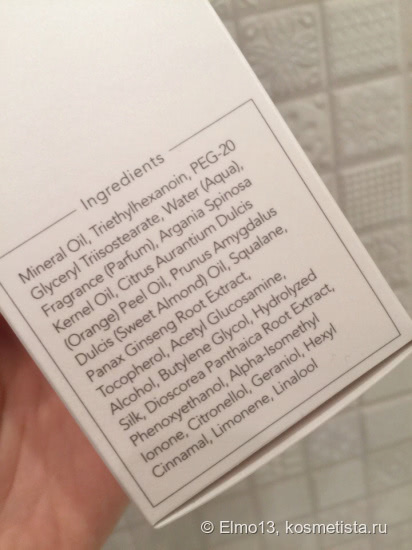 Ingredients
Mineral Oil, Triethylhexanoin, PEG-20
Glyceryl Triisostearate, Water (Aqua),
Fragrance (Parfum), Argania Spinosa
Kernel Oil, Citrus Aurantium Dulcis
(Orange) Peel Oil, Prunus Amygdalus
Dulcis (Sweet Almond) Oil, Squalane,
Panax Ginseng Root Extract,
Tocopherol, Acetyl Glucosamine,
Alcohol, Butylene Glycol, Hydrolyzed
Silk, Dioscorea Panthaica Root Extract,
Phenoxyethanol, Alpha-Isomethyl
Ionone, Citronellol, Geraniol, Hexyl
Cinnamal, Limonene, Linalool
© Elmo13, kosmetista.ru